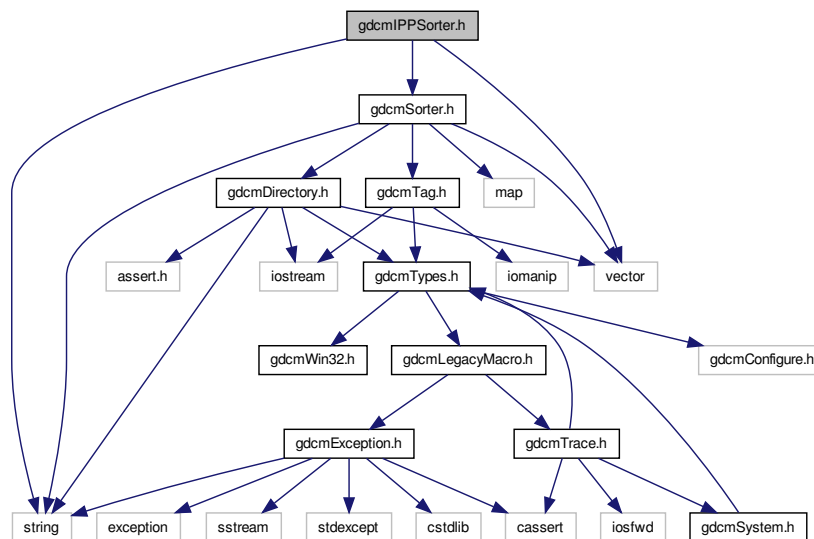 gdcmIPPSorter.h
gdcmSorter.h
gdcmDirectory.h
gdcmTag.h
map
assert.h
iostream
gdcmTypes.h
iomanip
vector
gdcmWin32.h
gdcmLegacyMacro.h
gdcmConfigure.h
gdcmException.h
gdcmTrace.h
string
exception
sstream
stdexcept
cstdlib
cassert
iosfwd
gdcmSystem.h